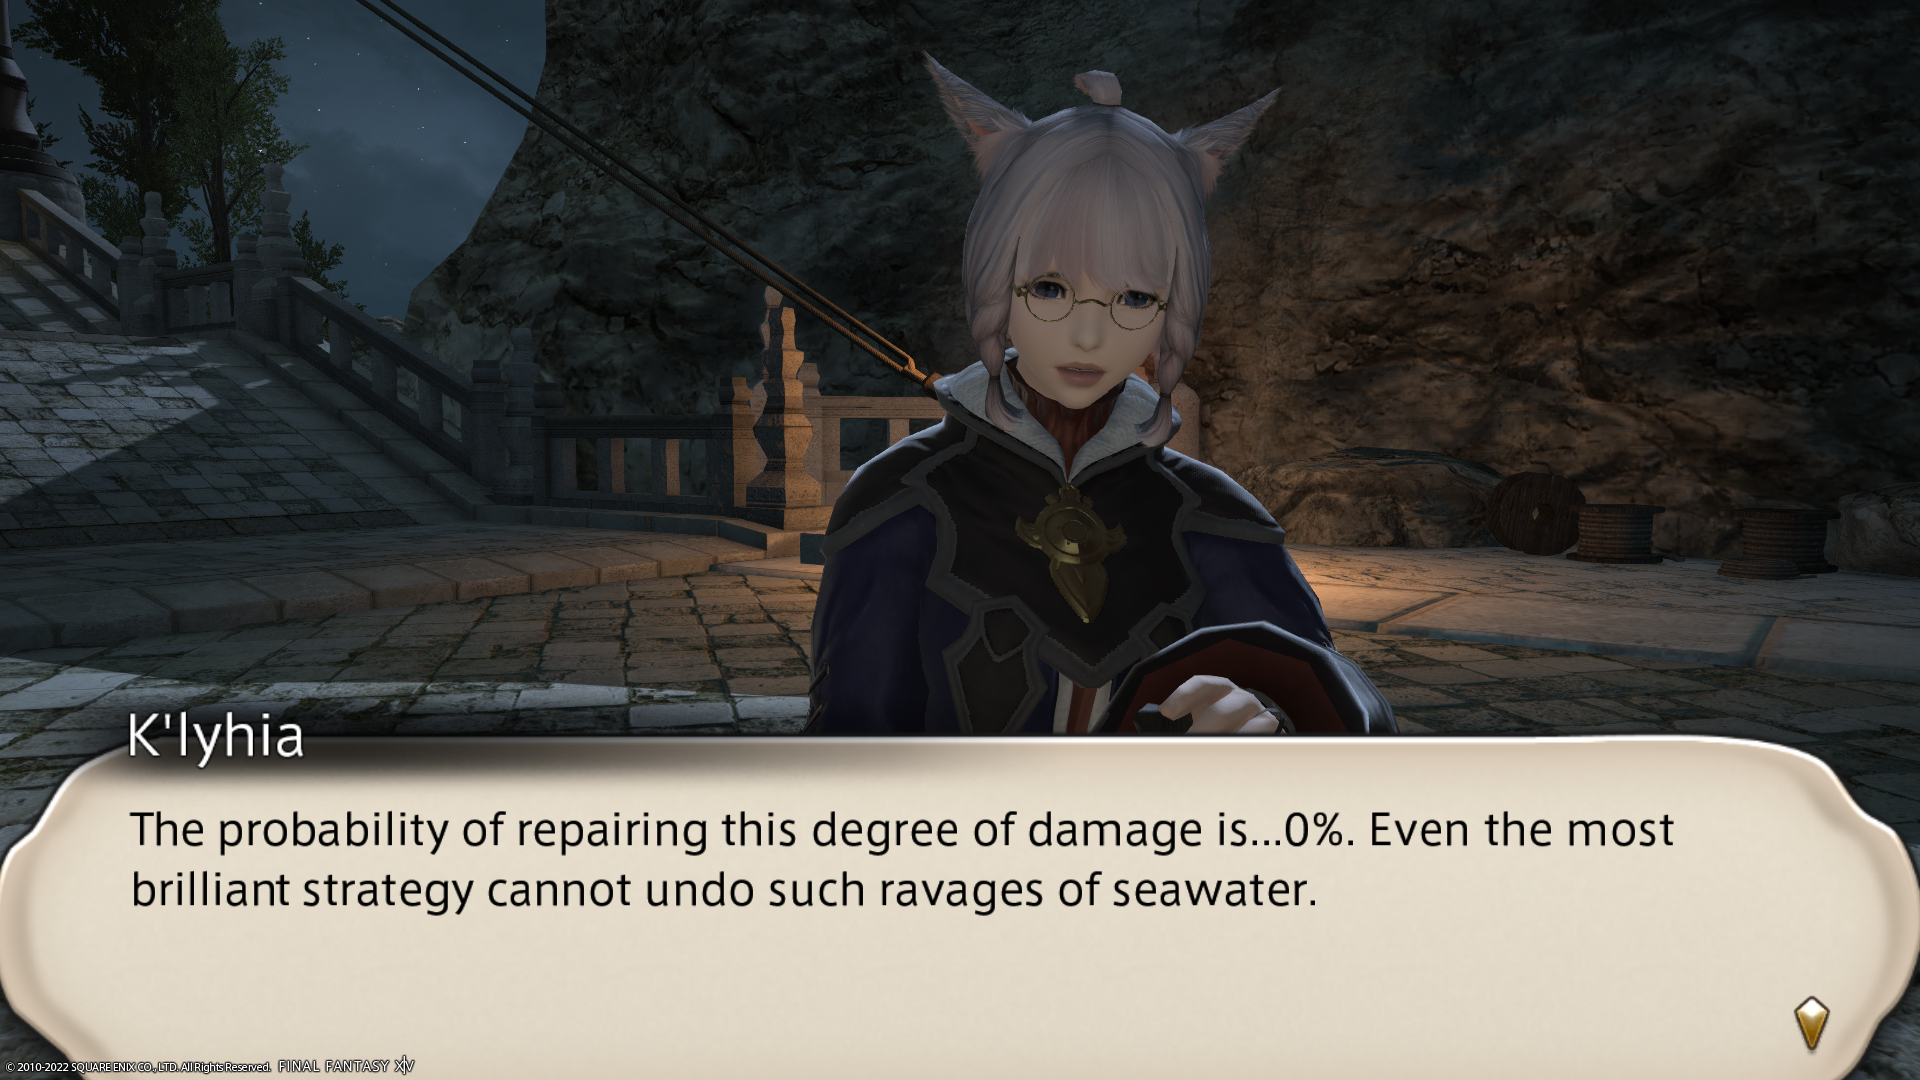 K'lyhia
The probability of repairing this degree of damage is...0%. Even the most
brilliant strategy cannot undo such ravages of seawater.
© 2010-2022 SQUARE ENIX CO., LTD. All Rights Reserved. FINAL FANTASY XIV